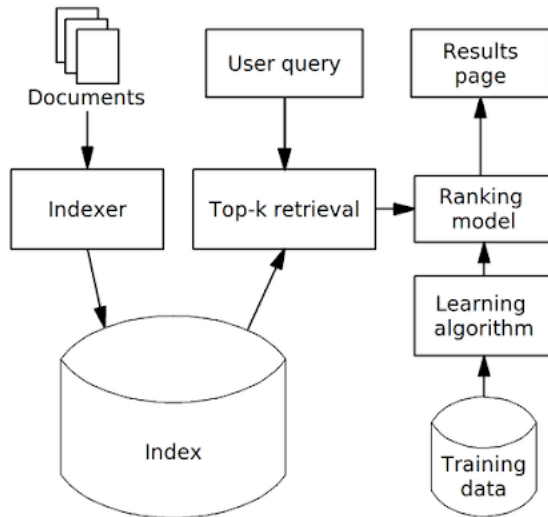 Documents
User query
Results
page
Indexer
Top-k retrieval
Ranking
model
Learning
algorithm
Index
Training
data